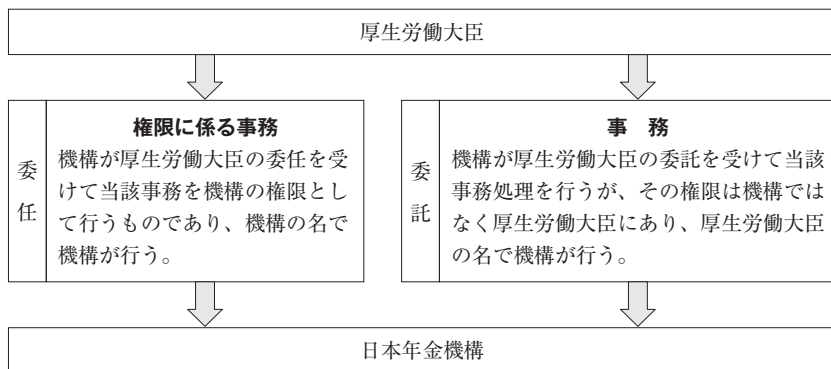 厚生労働大臣
委任
権限に係る事務
機構が厚生労働大臣の委任を受
けて当該事務を機構の権限とし
て行うものであり、機構の名で
機構が行う。
委託
事　務
機構が厚生労働大臣の委託を受けて当該
事務処理を行うが、その権限は機構では
なく厚生労働大臣にあり、厚生労働大臣
の名で機構が行う。
日本年金機構